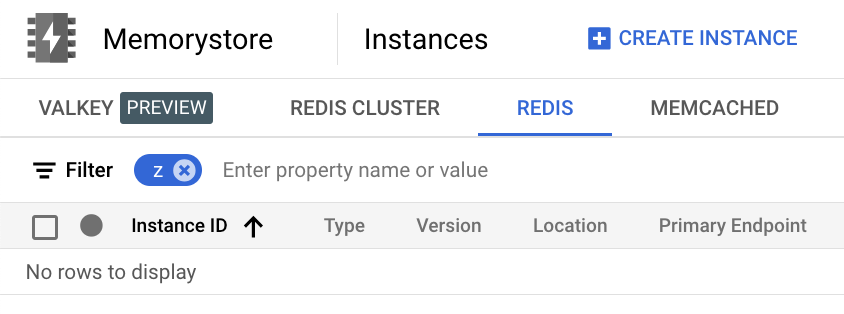 Memorystore Instances CREATE INSTANCE
VALKEY PREVIEW REDIS CLUSTER REDIS MEMCACHED
Filter z Enter property name or value
Instance ID Type Version Location Primary Endpoint
No rows to display